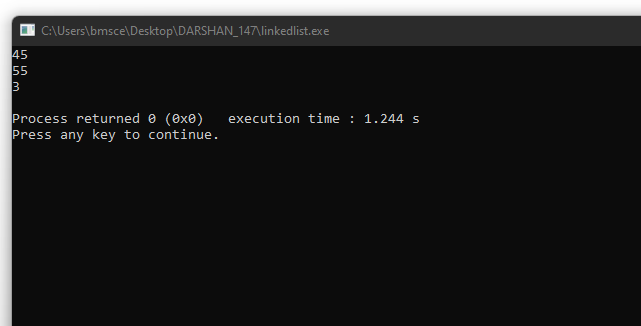 C:\Users\bmsce\Desktop\DARSHAN_147\linkedlist.exe
45
55
3
Process returned 0 (0x0)   execution time : 1.244 s
Press any key to continue.